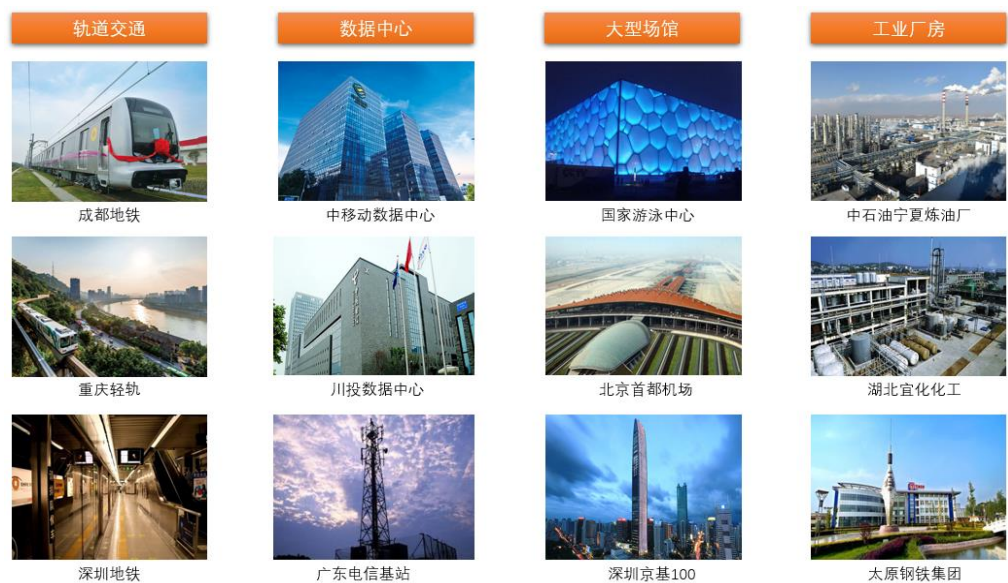 轨道交通
数据中心
大型场馆
工业厂房
成都地铁
中移动数据中心
国家游泳中心
中石油宁夏炼油厂
重庆轻轨
川投数据中心
北京首都机场
湖北宜化化工
深圳地铁
广东电信基站
深圳京基100
太原钢铁集团